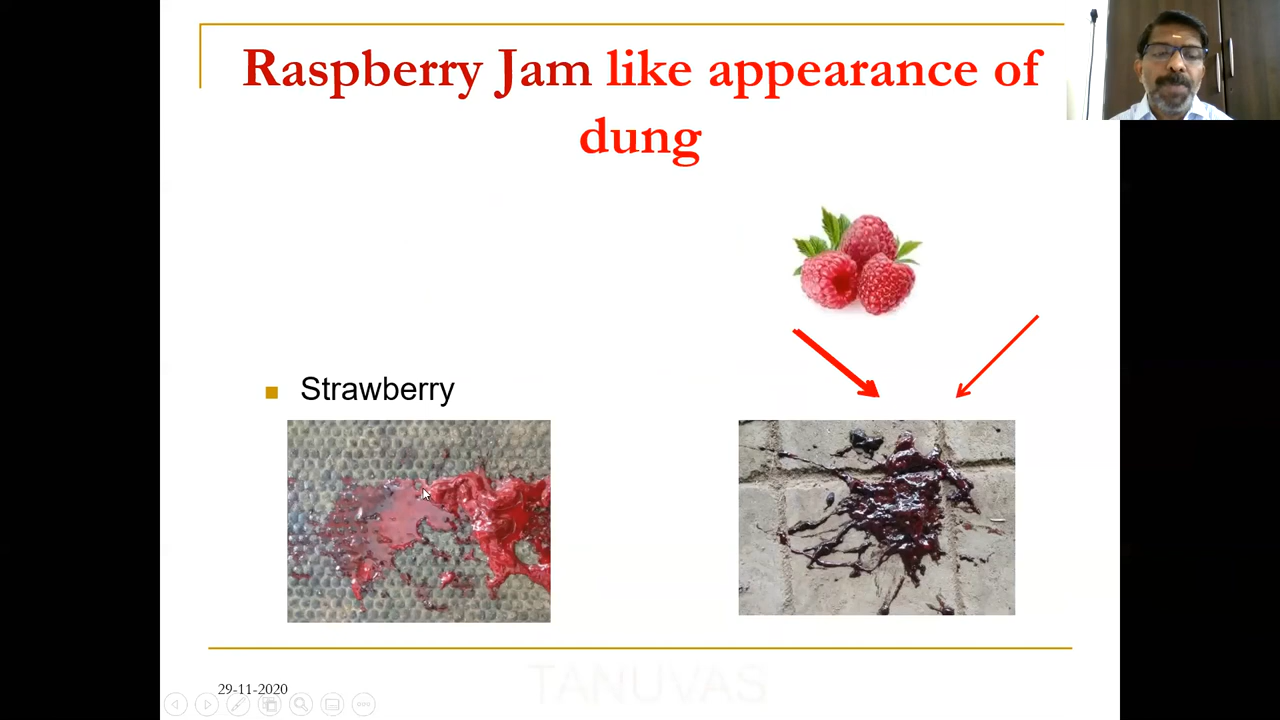 Raspberry Jam like appearance of
dung
Strawberry
29-11-2020
TANUVAS